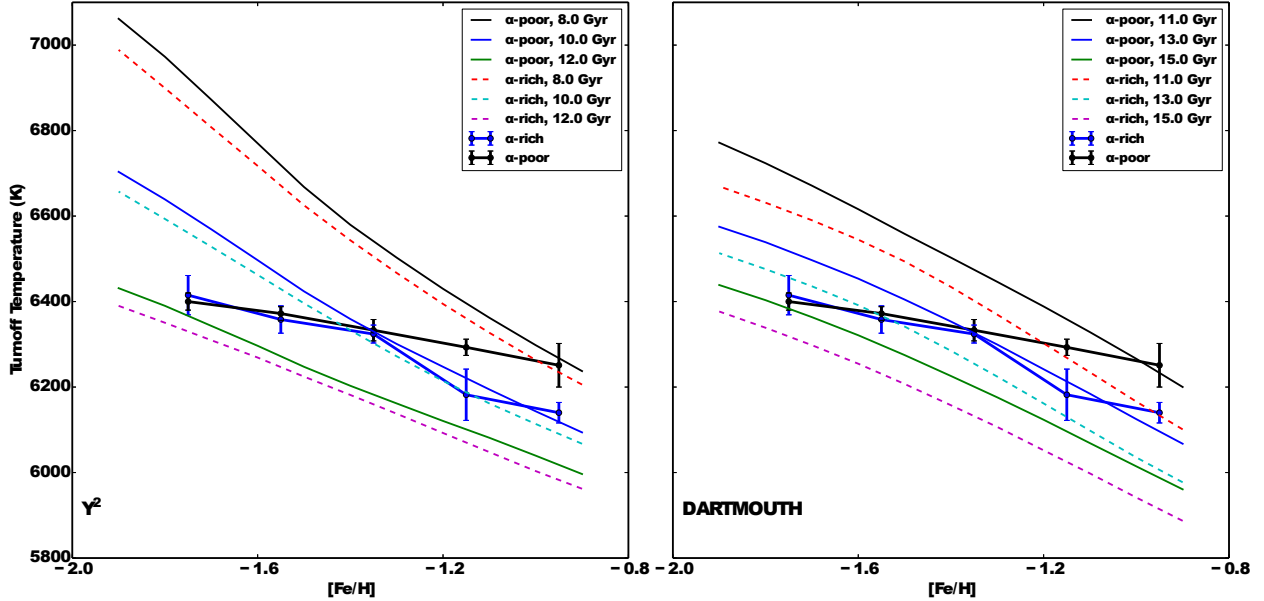 α-poor, 8.0 Gyr
α-poor, 10.0 Gyr
α-poor, 12.0 Gyr
α-rich, 8.0 Gyr
α-rich, 10.0 Gyr
α-rich, 12.0 Gyr
α-rich
α-poor
7000
6800
6600
6400
6200
6000
5800
Turnoff Temperature (K)
Y²
−2.0 −1.6 −1.2 −0.8
[Fe/H]
α-poor, 11.0 Gyr
α-poor, 13.0 Gyr
α-poor, 15.0 Gyr
α-rich, 11.0 Gyr
α-rich, 13.0 Gyr
α-rich, 15.0 Gyr
α-rich
α-poor
DARTMOUTH
−2.0 −1.6 −1.2 −0.8
[Fe/H]